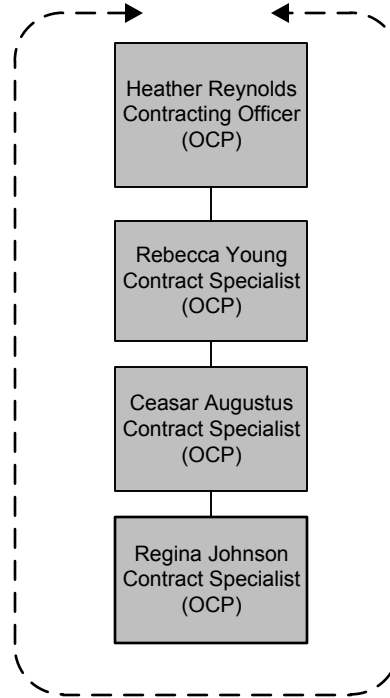 Heather Reynolds
Contracting Officer
(OCP)
Rebecca Young
Contract Specialist
(OCP)
Ceasar Augustus
Contract Specialist
(OCP)
Regina Johnson
Contract Specialist
(OCP)